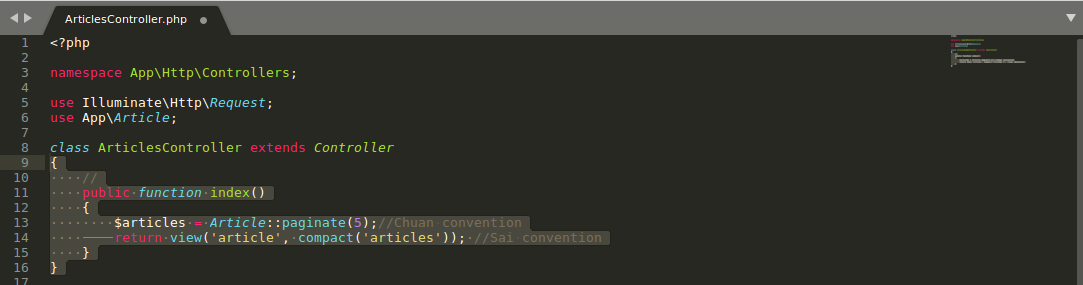 ArticlesController.php
1 <?php
2
3 namespace App\Http\Controllers;
4
5 use Illuminate\Http\Request;
6 use App\Article;
7
8 class ArticlesController extends Controller
9 {
10     //
11     public function index()
12     {
13         $articles = Article::paginate(5);//Chuan convention
14         return view('article', compact('articles')); //Sai convention
15     }
16 }
17